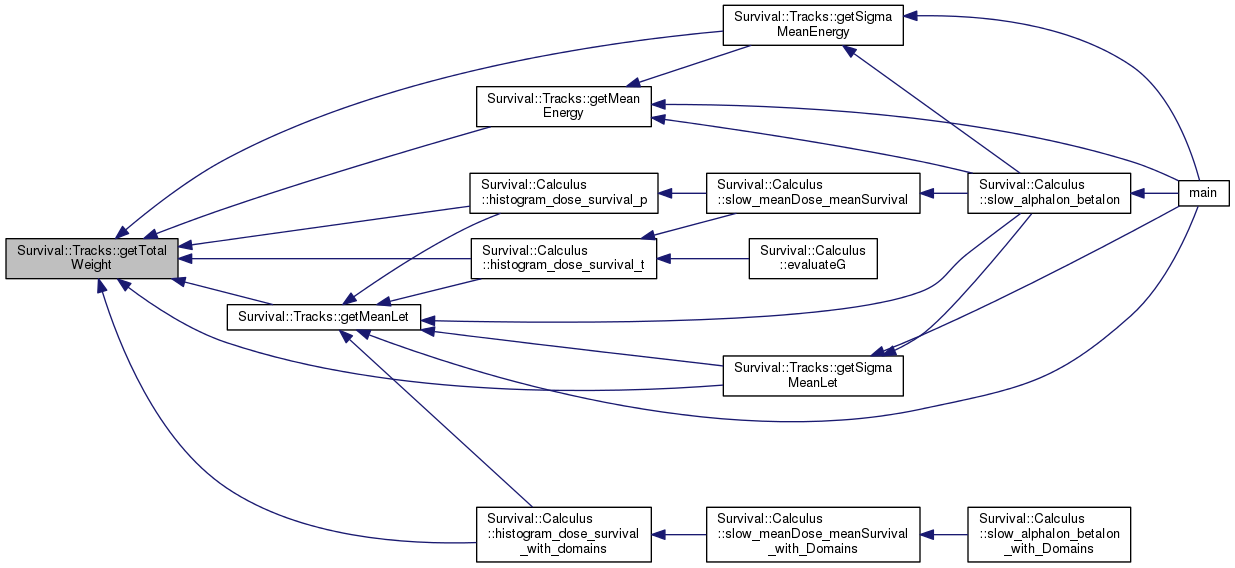 Survival::Tracks::getTotal
Weight
Survival::Tracks::getSigma
MeanEnergy
Survival::Tracks::getMean
Energy
Survival::Calculus
::histogram_dose_survival_p
Survival::Calculus
::histogram_dose_survival_t
Survival::Tracks::getMeanLet
Survival::Calculus
::slow_meanDose_meanSurvival
Survival::Calculus
::evaluateG
Survival::Tracks::getSigma
MeanLet
Survival::Calculus
::slow_alphaIon_betaIon
main
Survival::Calculus
::histogram_dose_survival
_with_domains
Survival::Calculus
::slow_meanDose_meanSurvival
_with_Domains
Survival::Calculus
::slow_alphaIon_betaIon
_with_Domains